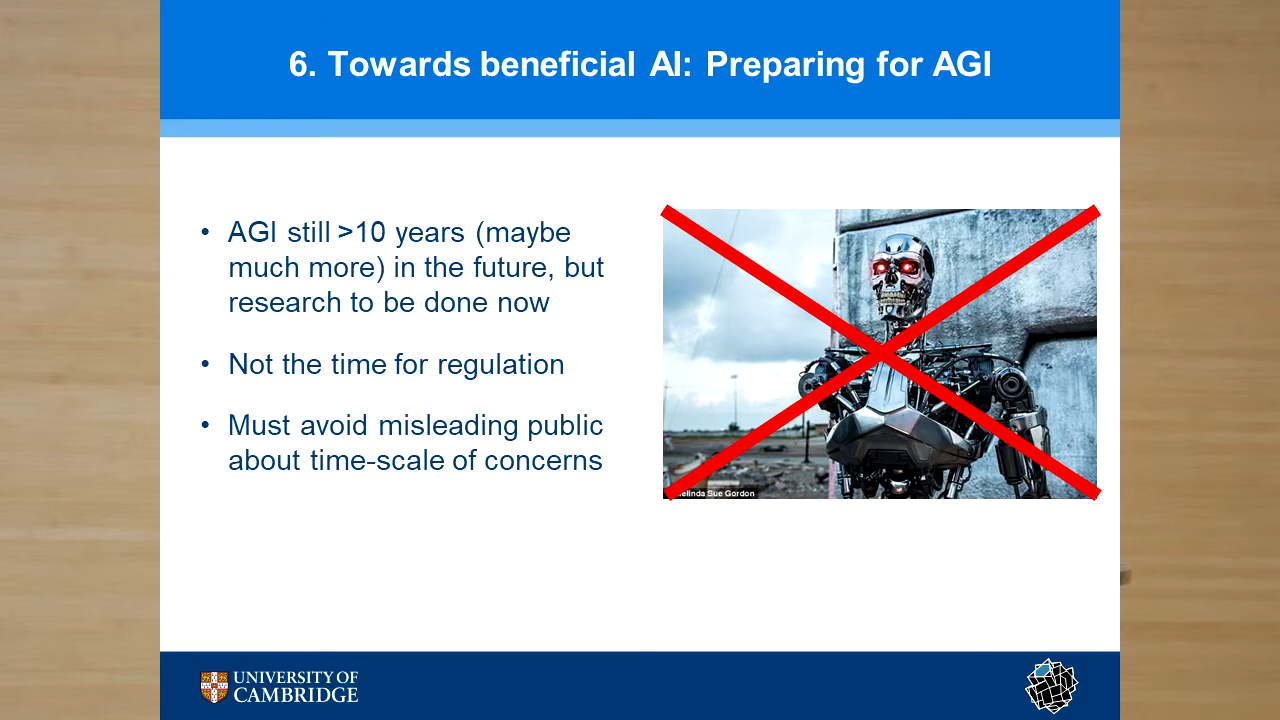 6. Towards beneficial AI: Preparing for AGI
• AGI still >10 years (maybe
much more) in the future, but
research to be done now
• Not the time for regulation
• Must avoid misleading public
about time-scale of concerns
Sue Gordon
UNIVERSITY OF
CAMBRIDGE